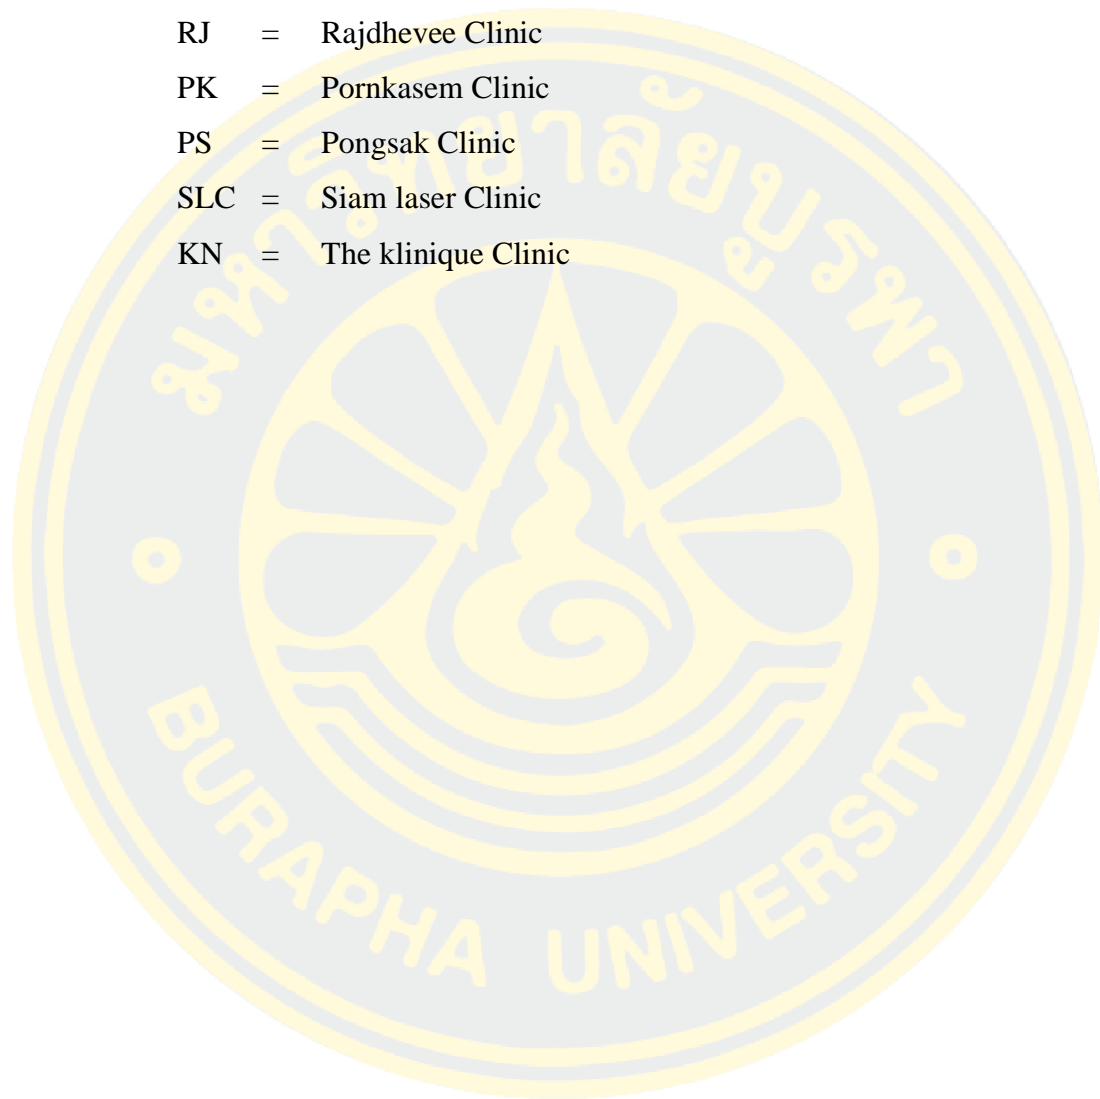 RJ = Rajdhevee Clinic
PK = Pornkasem Clinic
PS = Pongsak Clinic
SLC = Siam laser Clinic
KN = The klinique Clinic
มหาวิทยาลัยบูรพา
BURAPHA UNIVERSITY